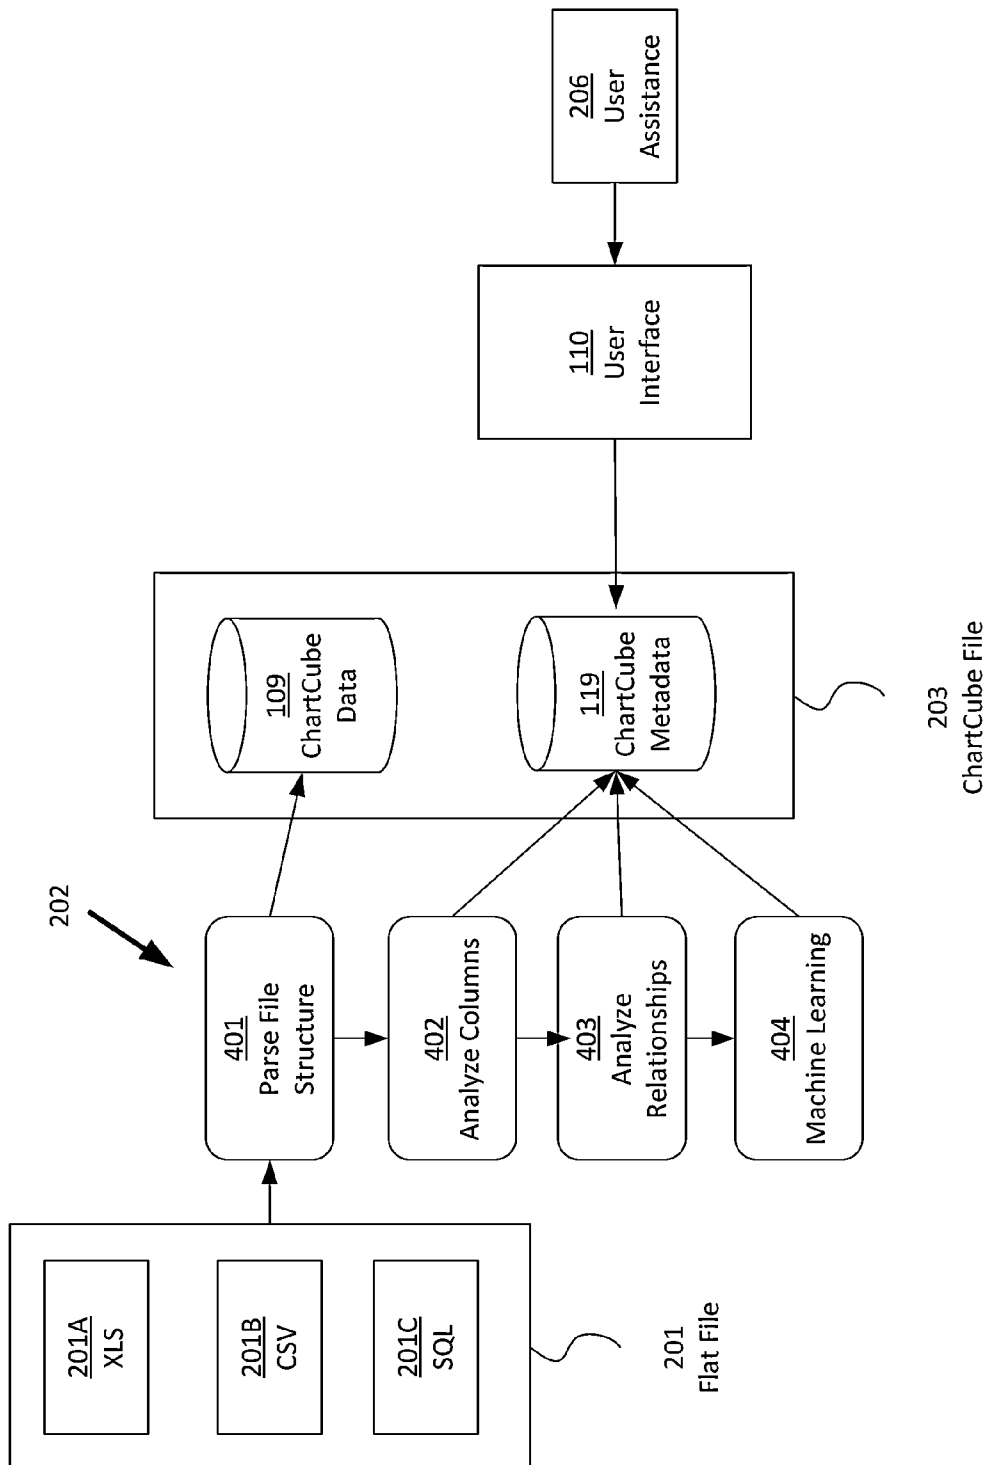 201A
XLS
201B
CSV
201C
SQL
201
Flat File
202
401
Parse File
Structure
402
Analyze Columns
403
Analyze
Relationships
404
Machine Learning
109
ChartCube
Data
119
ChartCube
Metadata
203
ChartCube File
110
User
Interface
206
User
Assistance